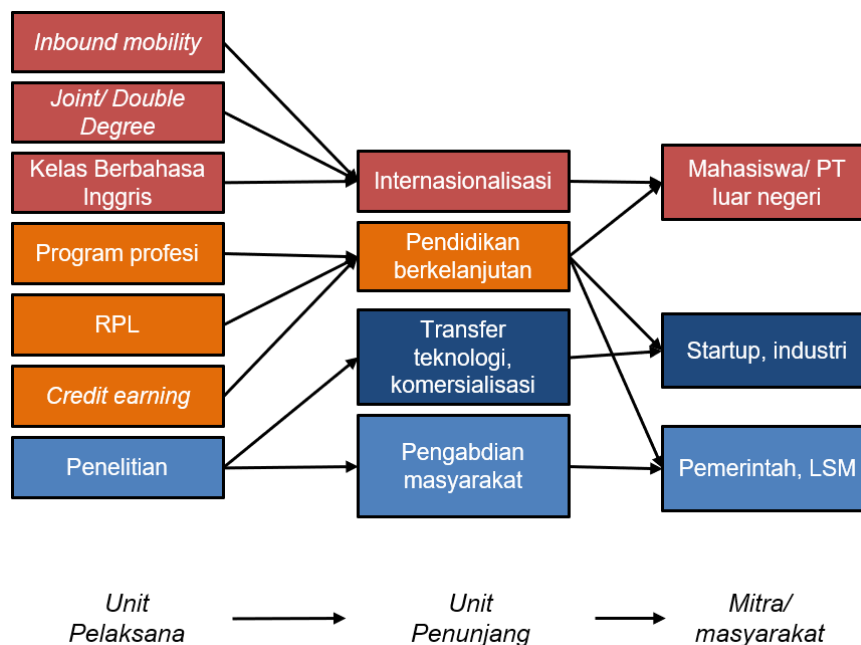 Inbound mobility
Joint/ Double
Degree
Kelas Berbahasa
Inggris
Program profesi
RPL
Credit earning
Penelitian
Internasionalisasi
Pendidikan
berkelanjutan
Transfer
teknologi,
komersialisasi
Pengabdian
masyarakat
Mahasiswa/ PT
luar negeri
Startup, industri
Pemerintah, LSM
Unit
Pelaksana
Unit
Penunjang
Mitra/
masyarakat